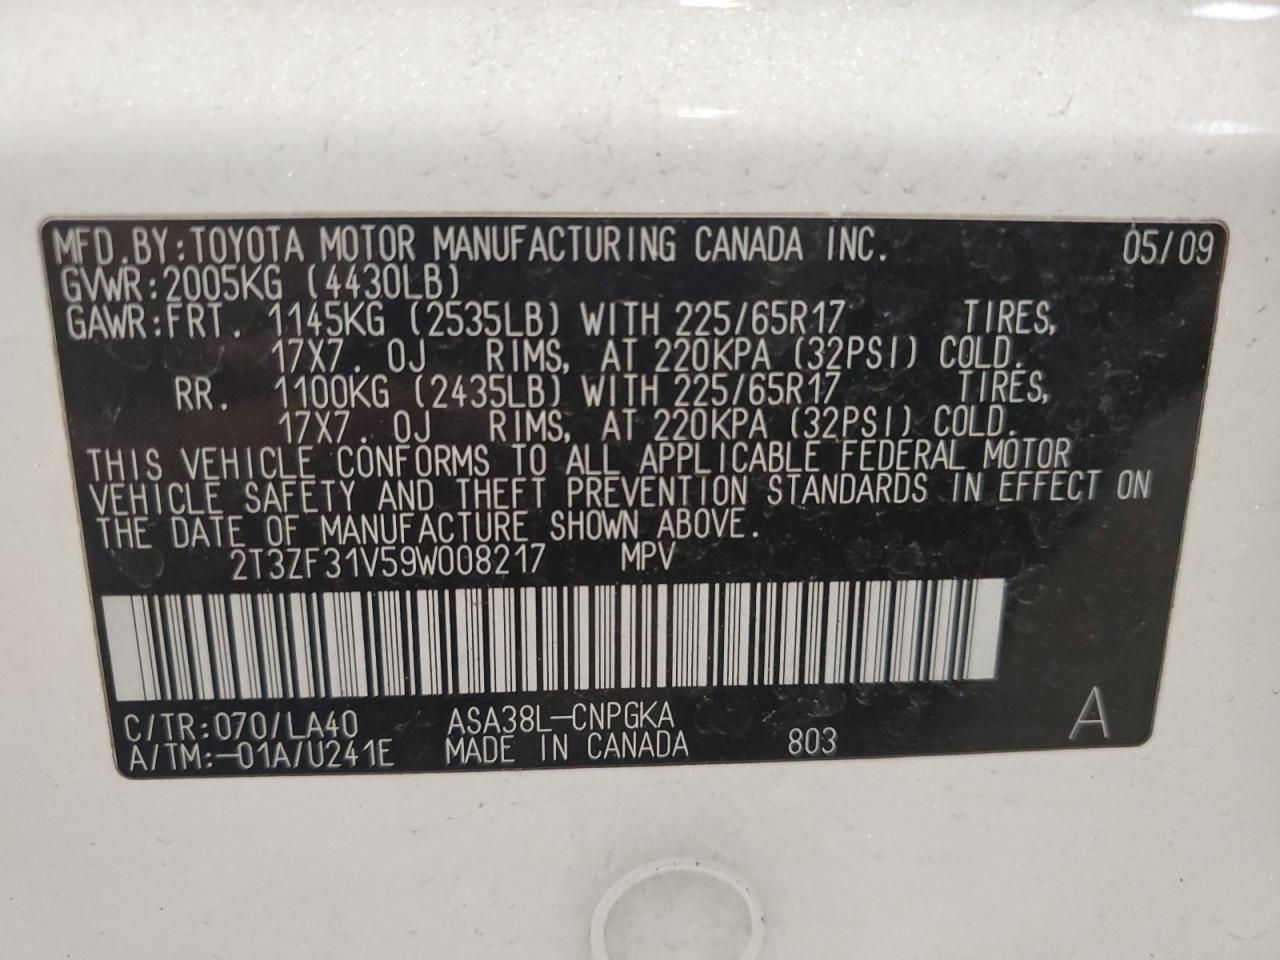 MFD. BY: TOYOTA MOTOR MANUFACTURING CANADA INC. 05/09
GVWR: 2005KG (4430LB)
GAWR: FRT. 1145KG (2535LB) WITH 225/65R17 TIRES,
17X7.0J RIMS, AT 220KPA (32PSI) COLD.
RR. 1100KG (2435LB) WITH 225/65R17 TIRES,
17X7.0J RIMS, AT 220KPA (32PSI) COLD.
THIS VEHICLE CONFORMS TO ALL APPLICABLE FEDERAL MOTOR
VEHICLE SAFETY AND THEFT PREVENTION STANDARDS IN EFFECT ON
THE DATE OF MANUFACTURE SHOWN ABOVE.
2T3ZF31V59W008217 MPV
C/TR: 070/LA40 ASA38L-CNPGKA
A/TM: -01A/U241E MADE IN CANADA 803 A